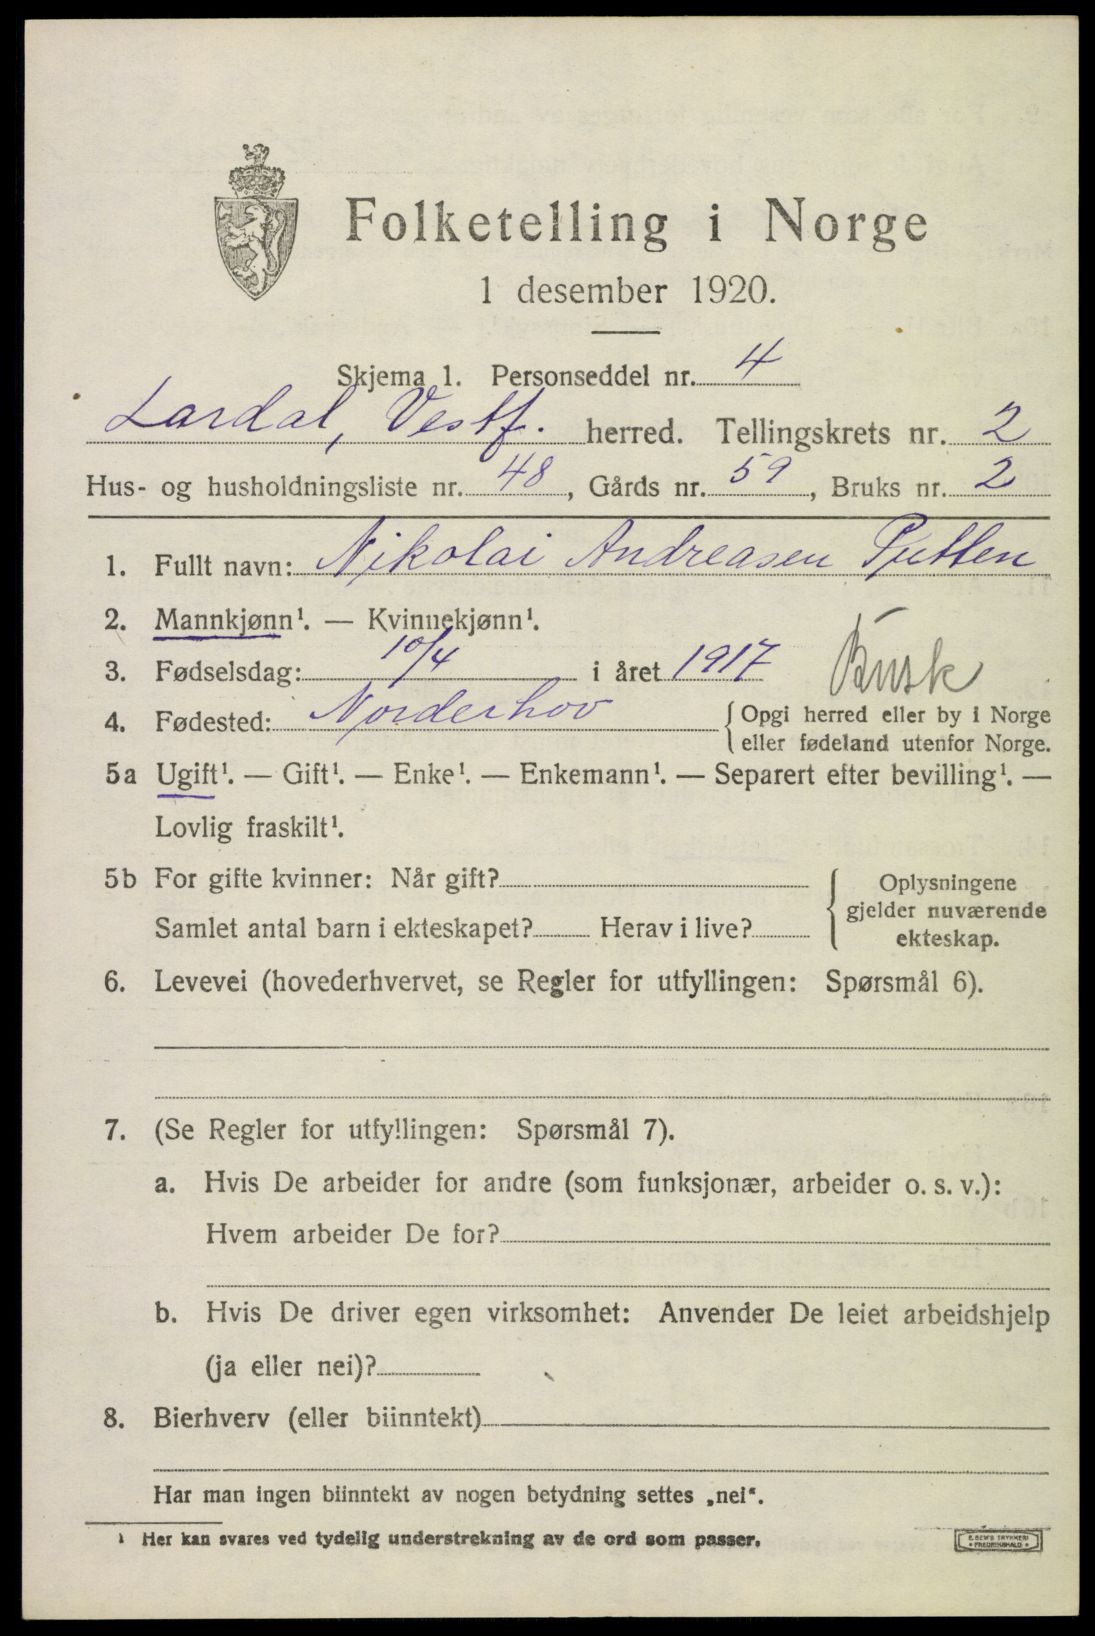 Folketelling i Norge
1 desember 1920.
Skjema 1. Personseddel nr. 4
Lardal, Vestf. herred. Tellingskrets nr. 2
Hus- og husholdningsliste nr. 48, Gårds nr. 59, Bruks nr. 2
1. Fullt navn: Nikolai Andreasen Putten
2. Mannkjønn¹. — Kvinnekjønn¹.
3. Fødselsdag: 10/4 i året 1917 Busk
4. Fødested: Norderhov {Opgi herred eller by i Norge
eller fødeland utenfor Norge.
5a Ugift¹. — Gift¹. — Enke¹. — Enkemann¹. — Separert efter bevilling¹. —
Lovlig fraskilt¹.
5b For gifte kvinner: Når gift?
Samlet antal barn i ekteskapet? Herav i live?
{Oplysningene
gjelder nuværende
ekteskap.
6. Levevei (hovederhvervet, se Regler for utfyllingen: Spørsmål 6).
7. (Se Regler for utfyllingen: Spørsmål 7).
a. Hvis De arbeider for andre (som funksjonær, arbeider o. s. v.):
Hvem arbeider De for?
b. Hvis De driver egen virksomhet: Anvender De leiet arbeidshjelp
(ja eller nei)?
8. Bierhverv (eller biinntekt)
Har man ingen biinntekt av nogen betydning settes „nei“.
¹ Her kan svares ved tydelig understrekning av de ord som passer.
E. SEM'S TRYKKERI
• FREDRIKSHALD •